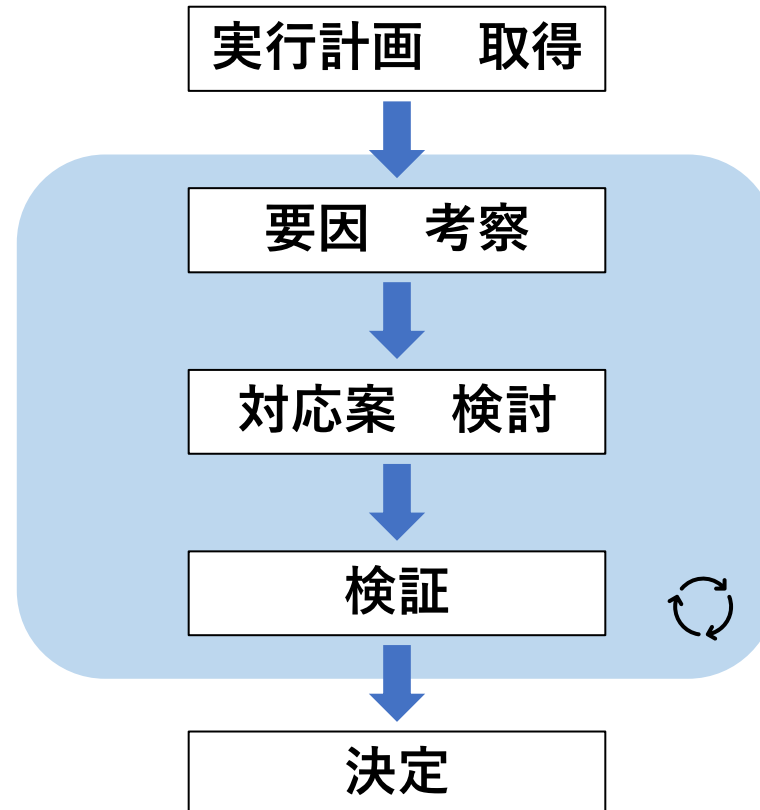 実行計画　取得
要因　考察
対応案　検討
検証
決定